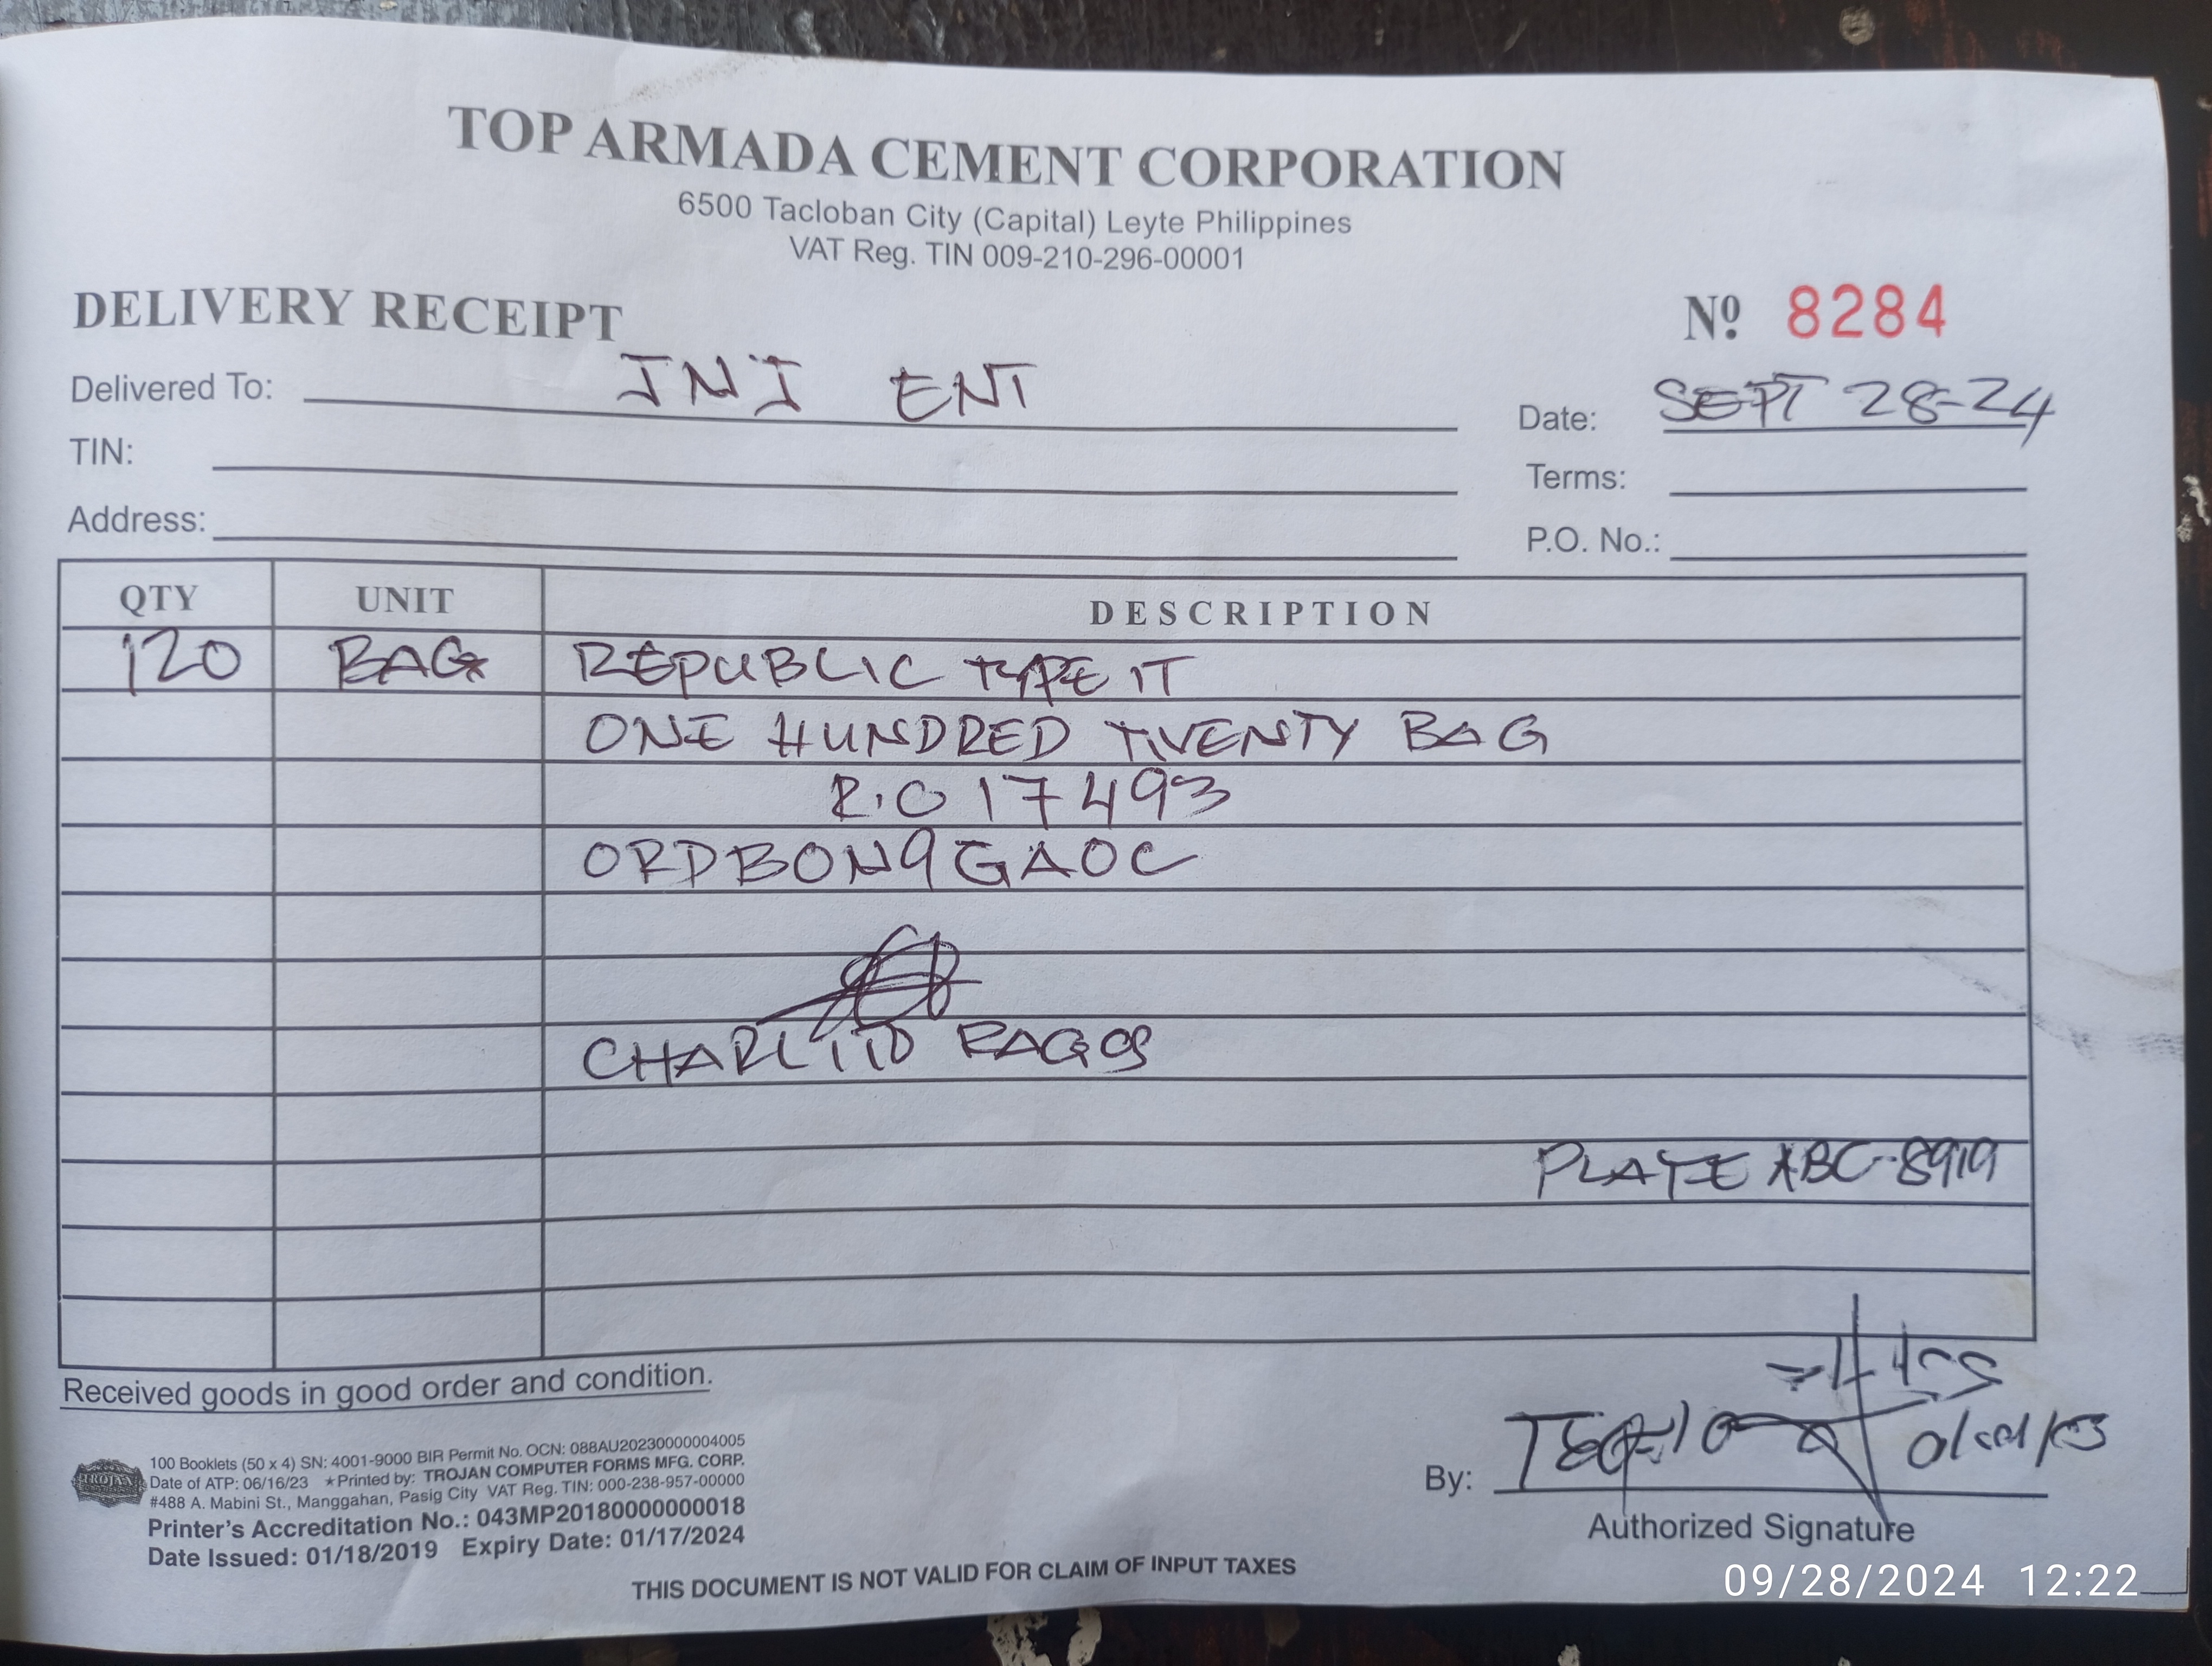 TOP ARMADA CEMENT CORPORATION
6500 Tacloban City (Capital) Leyte Philippines
VAT Reg. TIN 009-210-296-00001
DELIVERY RECEIPT
Nº 8284
Delivered To: JNJ ENT
Date: SEPT 28-24
TIN:
Terms:
Address:
P.O. No.:
QTY UNIT DESCRIPTION
120 BAG REPUBLIC TYPE IT
ONE HUNDRED TWENTY BAG
R.O 17493
ORDBON9GAOC
CHARLITO RAGOS
PLATE ABC-8919
Received goods in good order and condition.
By:
Authorized Signature
100 Booklets (50 x 4) SN: 4001-9000 BIR Permit No. OCN: 088AU20230000004005
Date of ATP: 06/16/23 ★Printed by: TROJAN COMPUTER FORMS MFG. CORP.
#488 A. Mabini St., Manggahan, Pasig City VAT Reg. TIN: 000-238-957-00000
Printer's Accreditation No.: 043MP20180000000018
Date Issued: 01/18/2019 Expiry Date: 01/17/2024
TROJAN
THIS DOCUMENT IS NOT VALID FOR CLAIM OF INPUT TAXES
09/28/2024 12:22